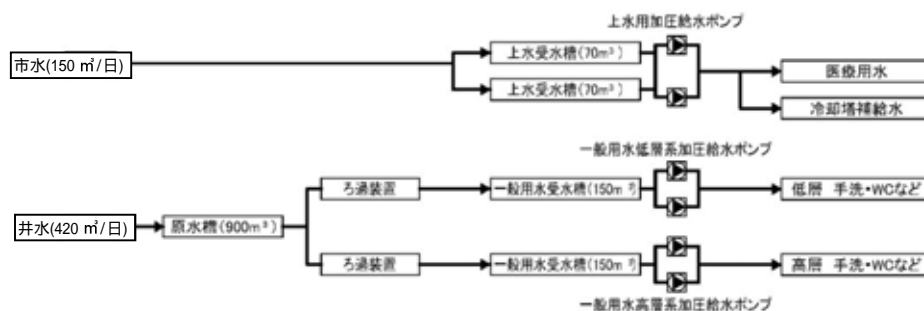 上水用加圧給水ポンプ
市水(150 ㎥/日)
上水受水槽(70m³)
上水受水槽(70m³)
医療用水
冷却塔補給水
一般用水低層系加圧給水ポンプ
ろ過装置
一般用水受水槽(150m³)
低層 手洗・WCなど
井水(420 ㎥/日)
原水槽(900m³)
ろ過装置
一般用水受水槽(150m³)
高層 手洗・WCなど
一般用水高層系加圧給水ポンプ